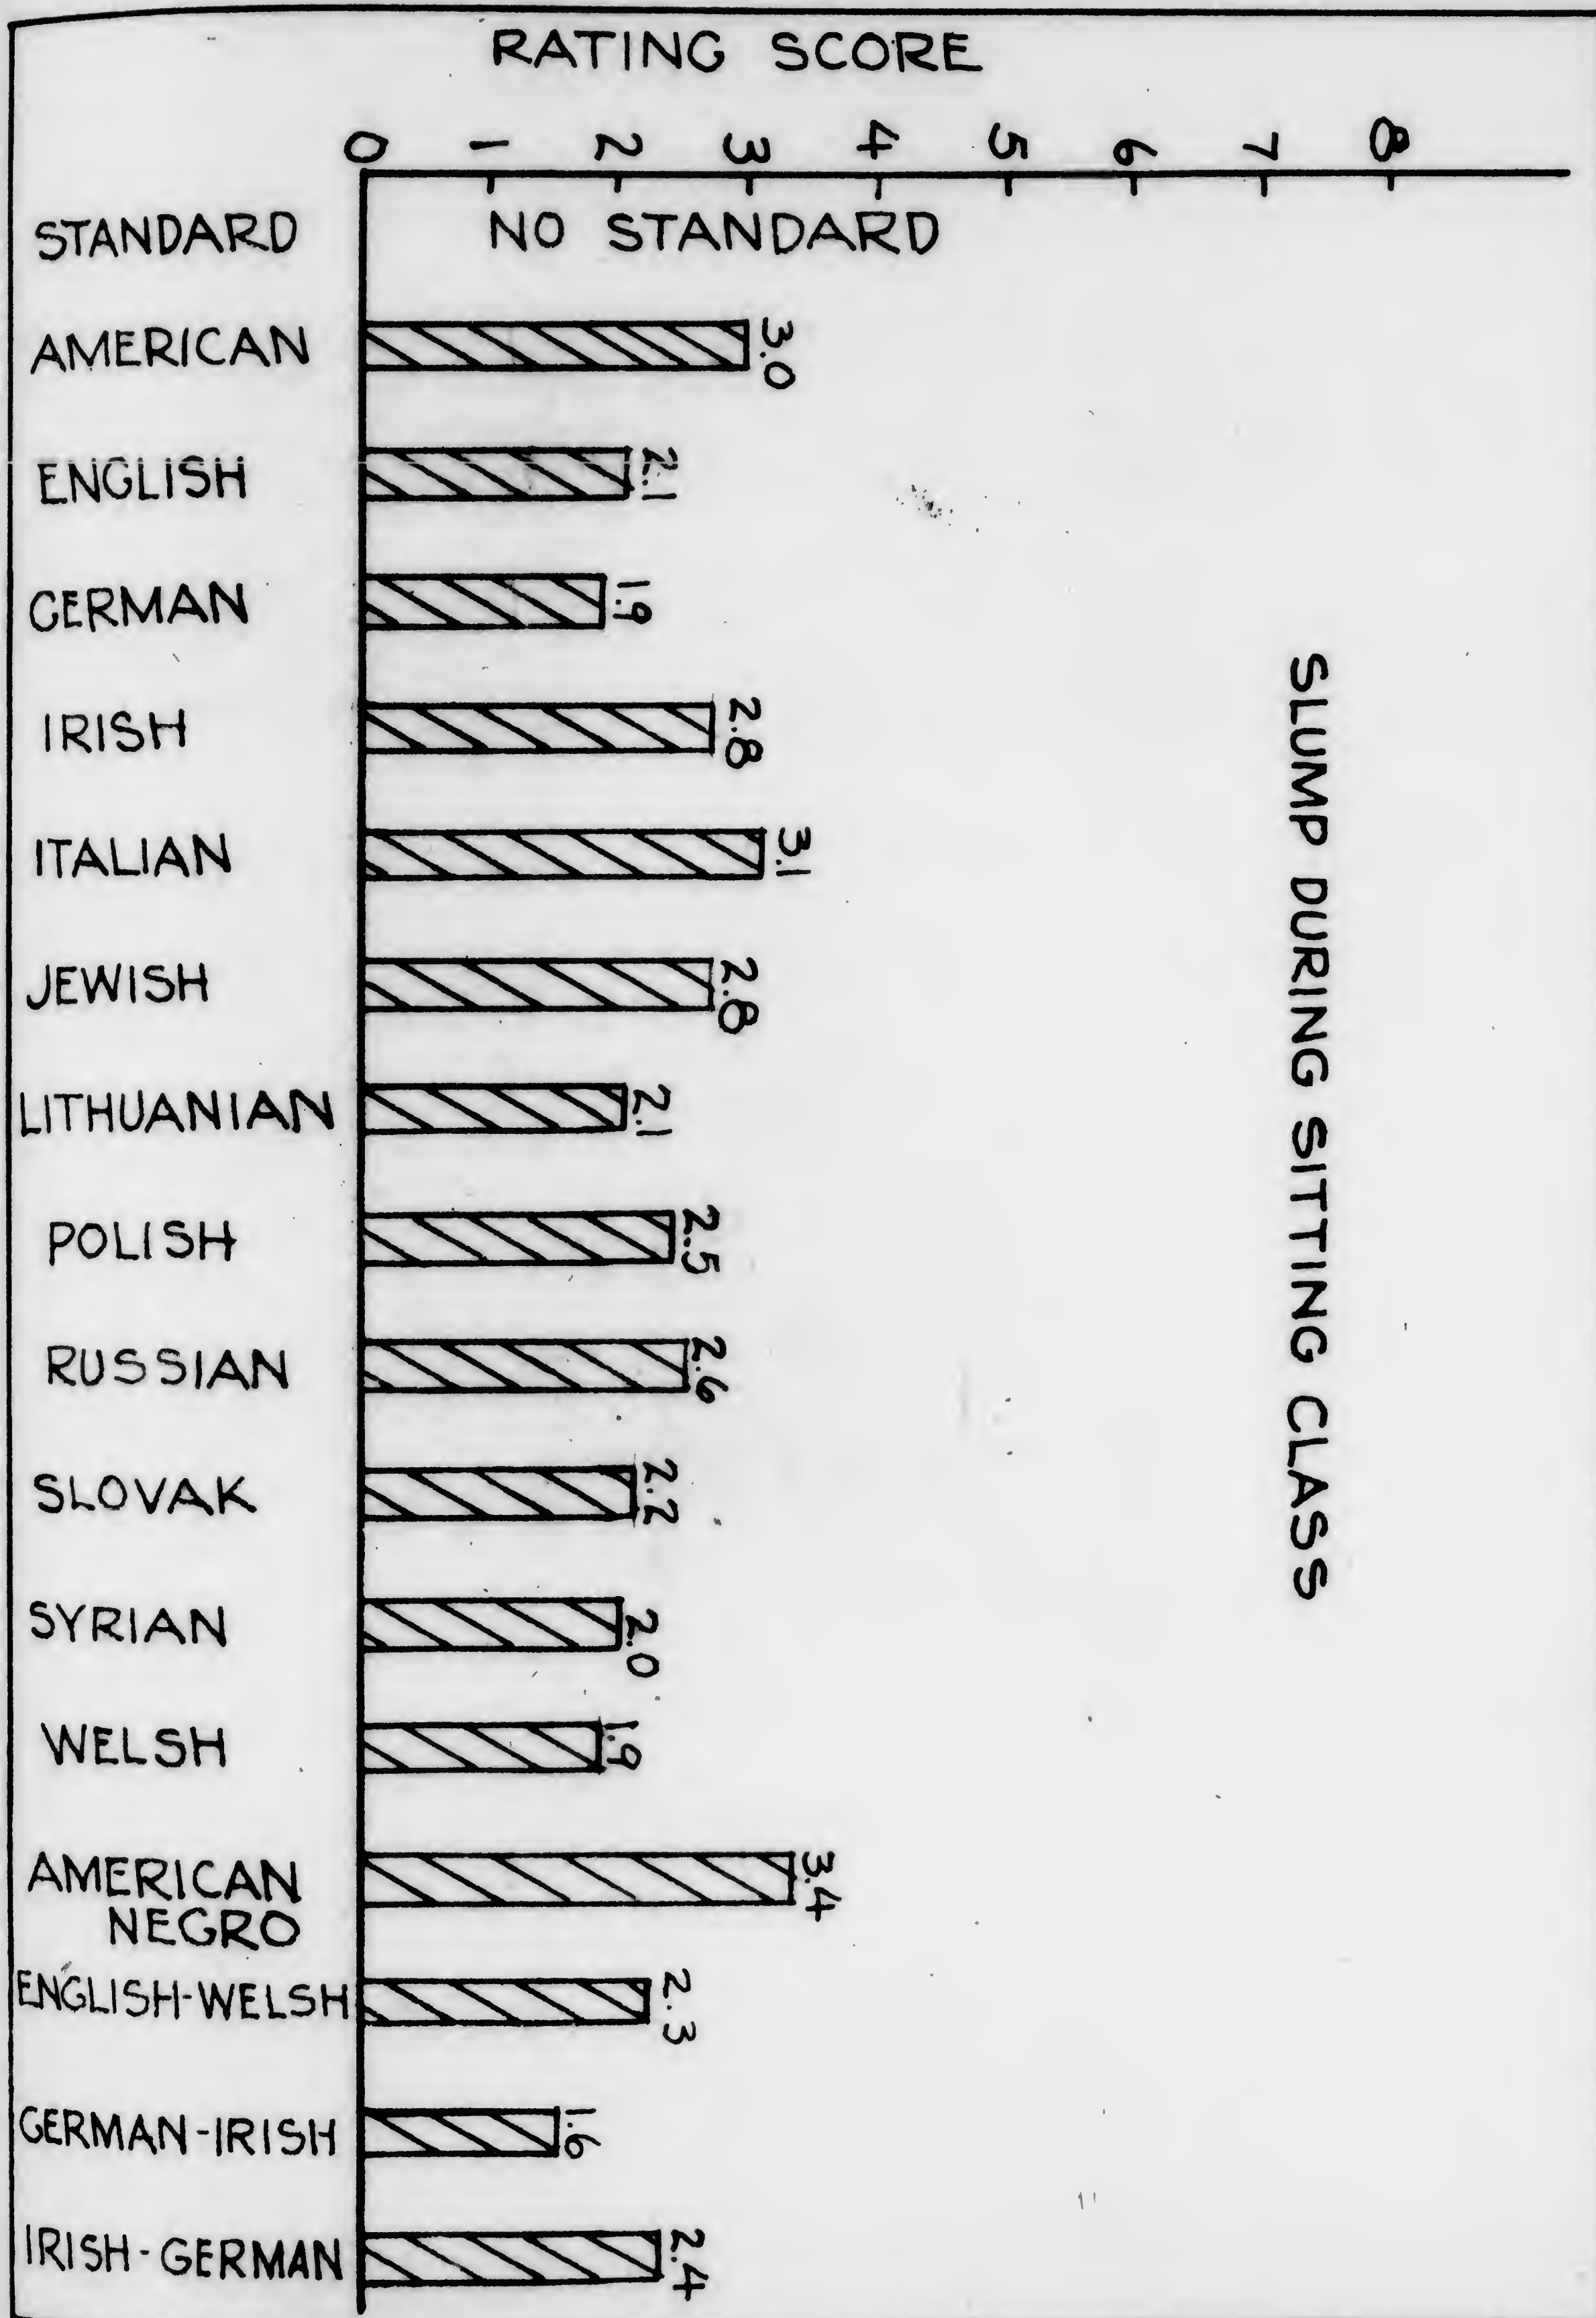 RATING SCORE
0 1 2 3 4 5 6 7 8
STANDARD NO STANDARD
AMERICAN 3.0
ENGLISH 2.1
GERMAN 1.9
IRISH 2.8
ITALIAN 3.1
JEWISH 2.8
LITHUANIAN 2.1
POLISH 2.5
RUSSIAN 2.6
SLOVAK 2.2
SYRIAN 2.0
WELSH 1.9
AMERICAN
NEGRO 3.4
ENGLISH-WELSH 2.3
GERMAN-IRISH 1.6
IRISH-GERMAN 2.4
SLUMP DURING SITTING CLASS